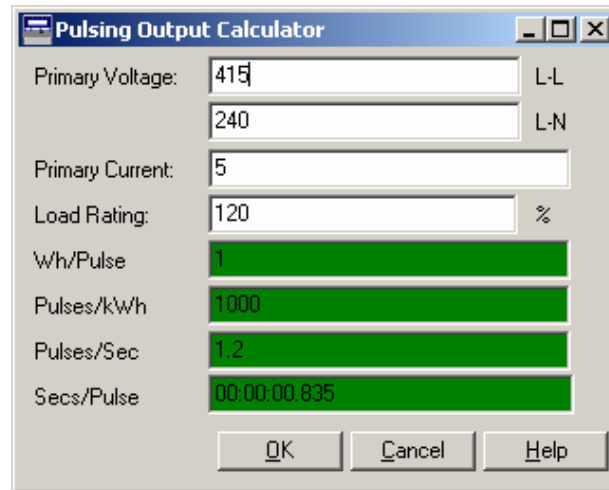 Pulsing Output Calculator
Primary Voltage: 415 L-L
240 L-N
Primary Current: 5
Load Rating: 120 %
Wh/Pulse 1
Pulses/kWh 1000
Pulses/Sec 1.2
Secs/Pulse 00:00:00.835
OK Cancel Help